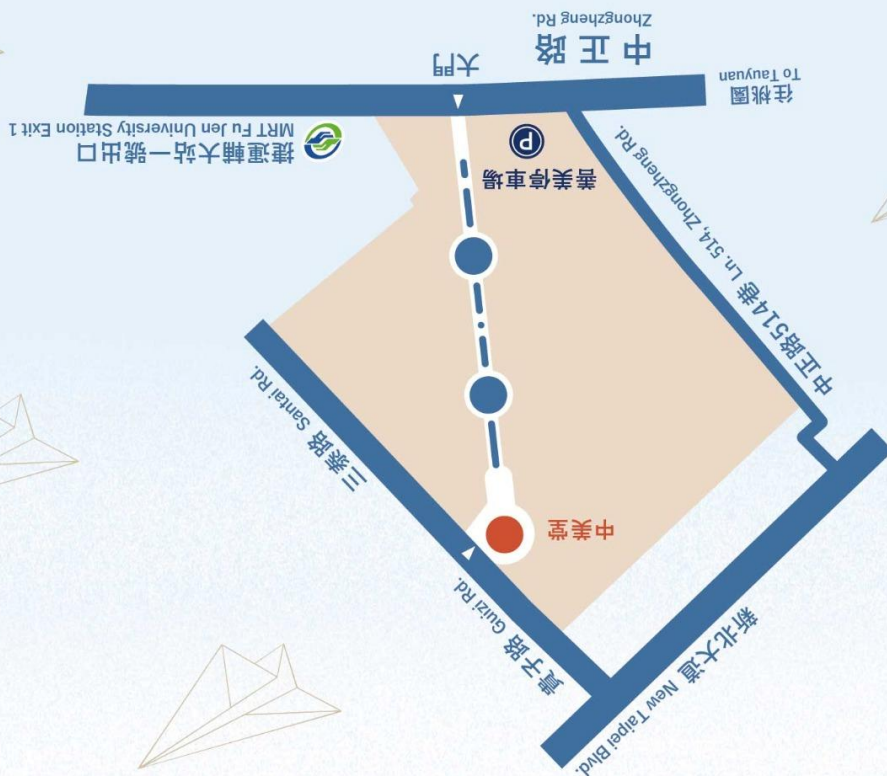 新北大道 New Taipei Blvd.
貴子路 Guizi Rd.
中美堂
三泰路 Santai Rd.
中正路514巷 Ln. 514, Zhongzheng Rd.
善美停車場
P
捷運輔大站一號出口
MRT Fu Jen University Station Exit 1
往桃園
To Tauyuan
大門
中正路
Zhongzheng Rd.